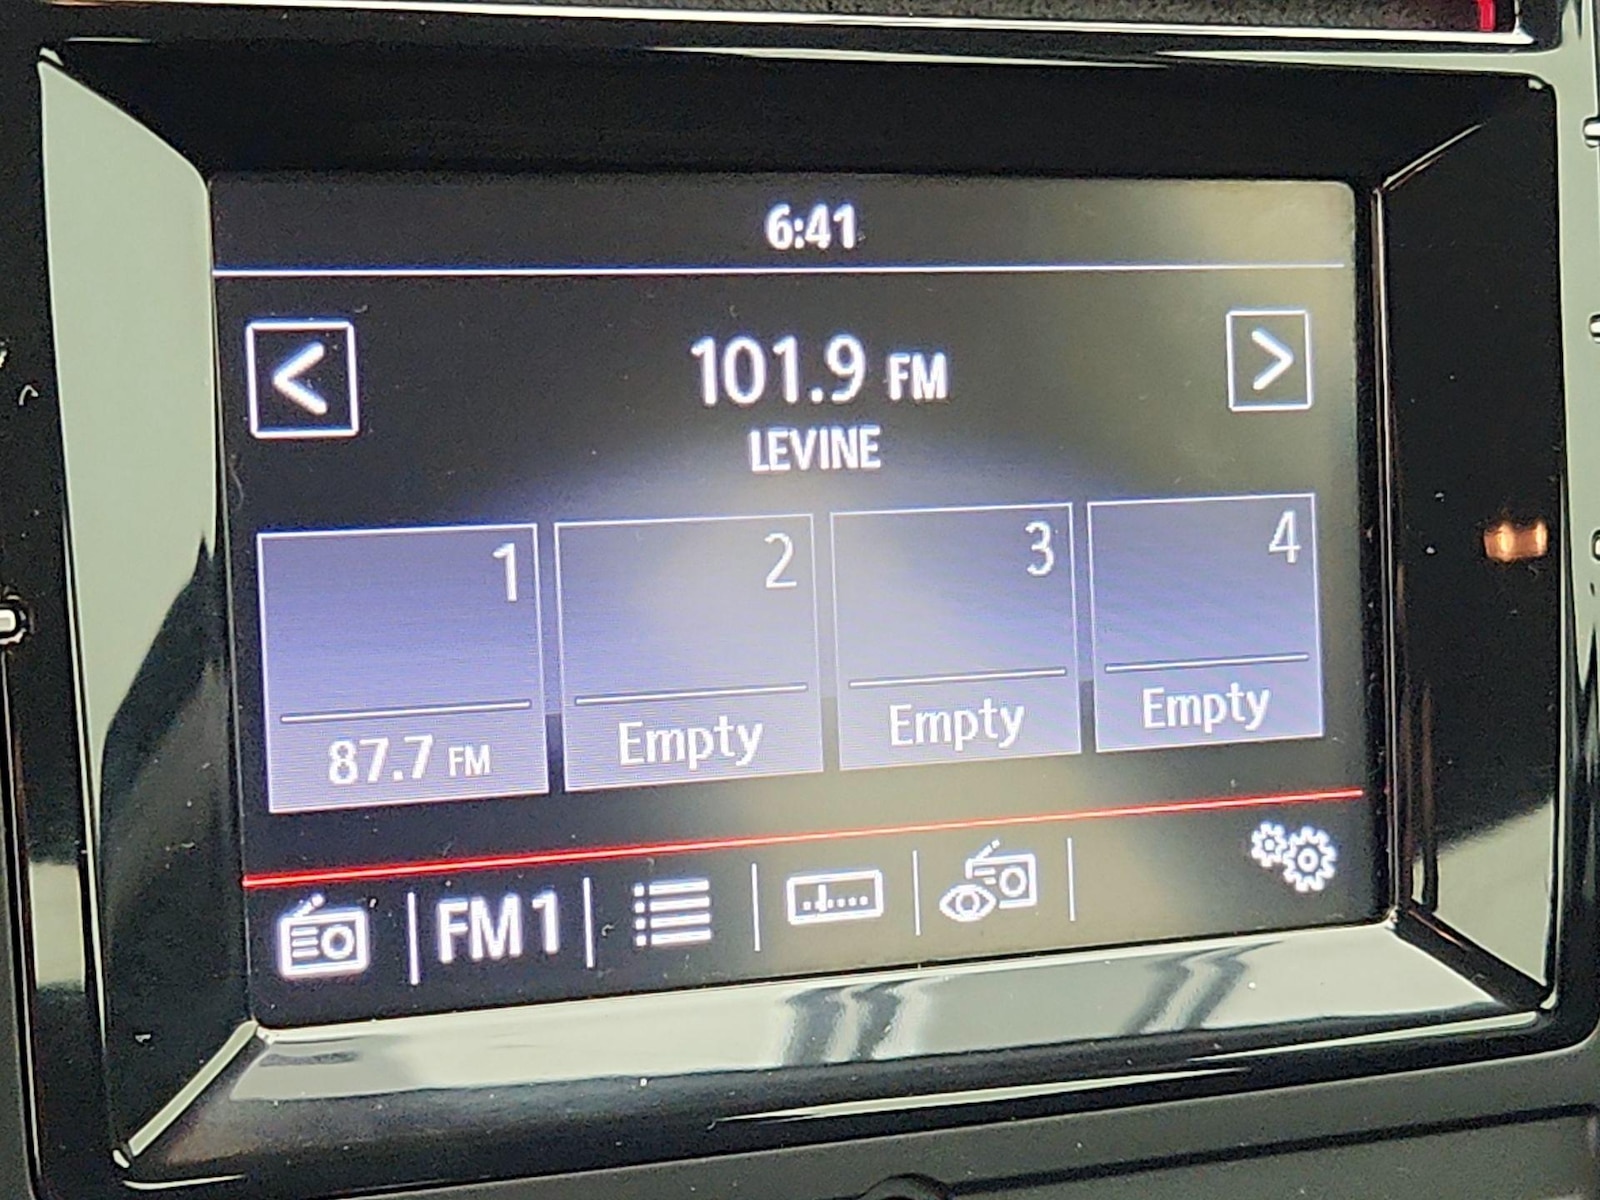 6:41
101.9 FM
LEVINE
1
2
3
4
87.7 FM
Empty
Empty
Empty
FM1